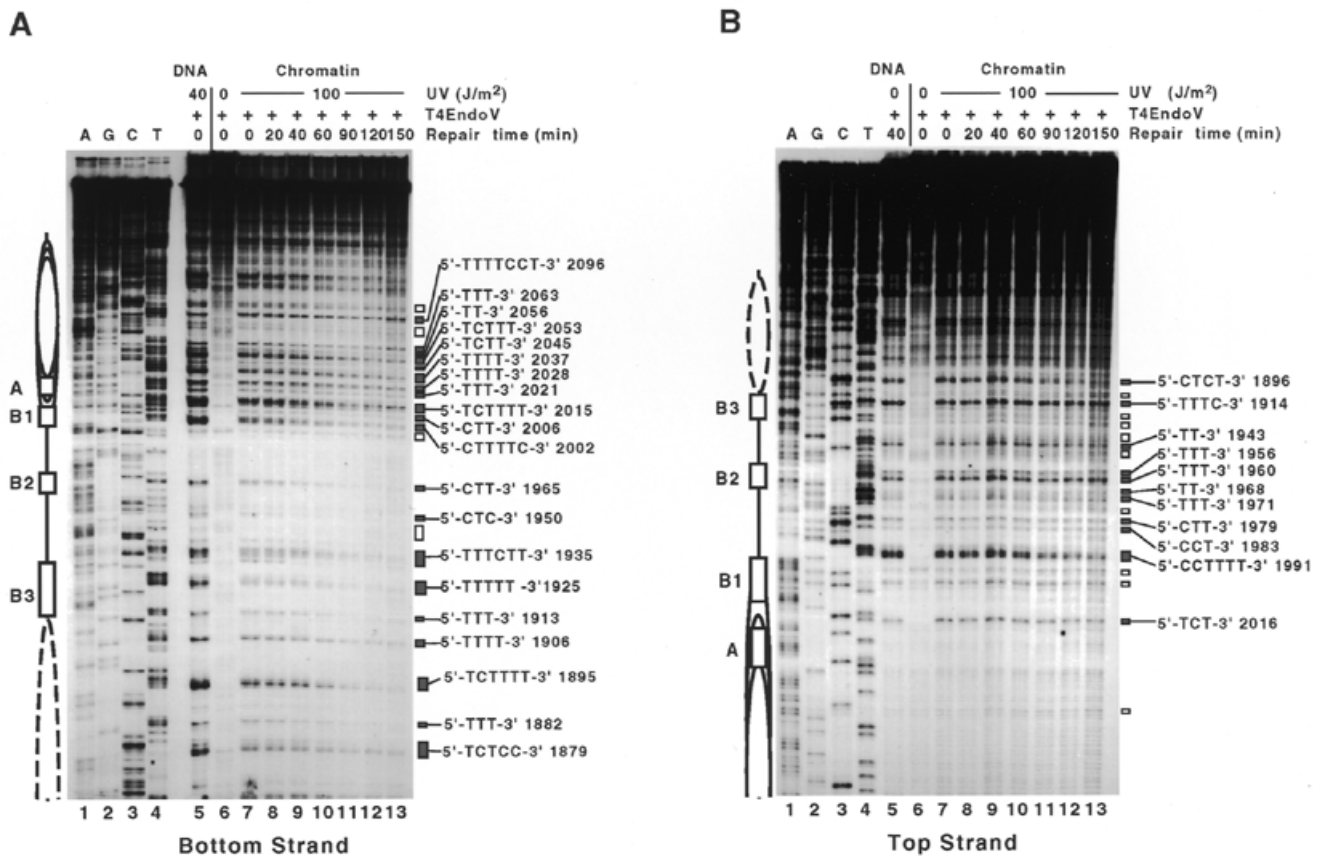 A
DNA Chromatin
40 0 100 UV (J/m²)
+ + + + + + + + + T4EndoV
A G C T 0 0 0 20 40 60 90 120 150 Repair time (min)
5'-TTTTCCT-3' 2096
5'-TTT-3' 2063
5'-TT-3' 2056
5'-TCTTT-3' 2053
5'-TCTT-3' 2045
5'-TTTT-3' 2037
5'-TTTT-3' 2028
5'-TTT-3' 2021
5'-TCTTTT-3' 2015
5'-CTT-3' 2006
5'-CTTTTC-3' 2002
5'-CTT-3' 1965
5'-CTC-3' 1950
5'-TTTCTT-3' 1935
5'-TTTTT -3'1925
5'-TTT-3' 1913
5'-TTTT-3' 1906
5'-TCTTTT-3' 1895
5'-TTT-3' 1882
5'-TCTCC-3' 1879
A
B1
B2
B3
1 2 3 4 5 6 7 8 9 10 11 12 13
Bottom Strand
B
DNA Chromatin
0 0 100 UV (J/m²)
+ + + + + + + + + T4EndoV
A G C T 40 0 0 20 40 60 90 120 150 Repair time (min)
5'-CTCT-3' 1896
5'-TTTC-3' 1914
5'-TT-3' 1943
5'-TTT-3' 1956
5'-TTT-3' 1960
5'-TT-3' 1968
5'-TTT-3' 1971
5'-CTT-3' 1979
5'-CCT-3' 1983
5'-CCTTTT-3' 1991
5'-TCT-3' 2016
B3
B2
B1
A
1 2 3 4 5 6 7 8 9 10 11 12 13
Top Strand